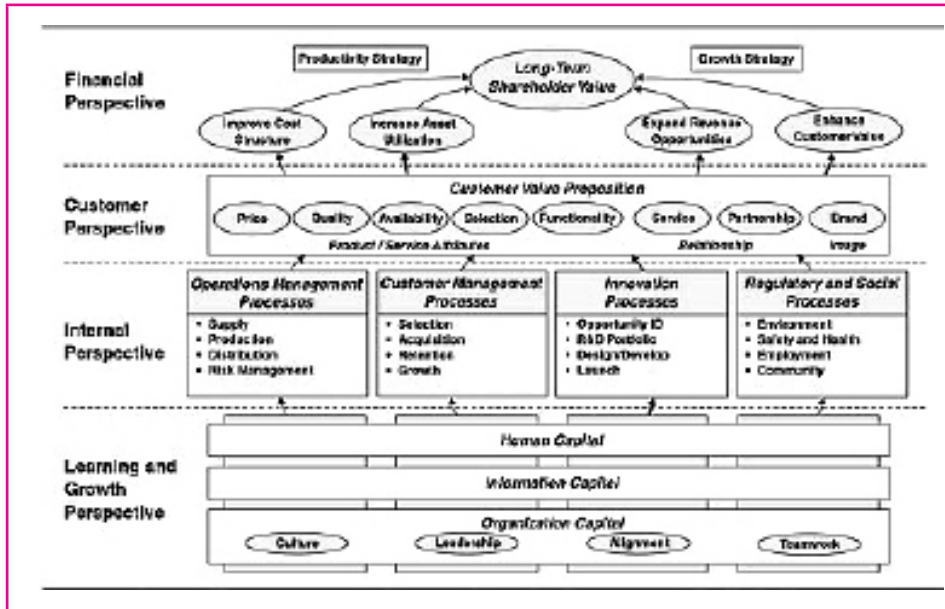 Financial
Perspective
Productivity Strategy
Growth Strategy
Long-Term
Shareholder Value
Improve Cost
Structure
Increase Asset
Utilization
Expand Revenue
Opportunities
Enhance
Customer Value
Customer
Perspective
Customer Value Proposition
Price
Quality
Availability
Selection
Functionality
Service
Partnership
Brand
Product / Service Attributes
Relationship
Image
Internal
Perspective
Operations Management
Processes
• Supply
• Production
• Distribution
• Risk Management
Customer Management
Processes
• Selection
• Acquisition
• Retention
• Growth
Innovation
Processes
• Opportunity ID
• R&D Portfolio
• Design/Develop
• Launch
Regulatory and Social
Processes
• Environment
• Safety and Health
• Employment
• Community
Learning and
Growth
Perspective
Human Capital
Information Capital
Organization Capital
Culture
Leadership
Alignment
Teamwork